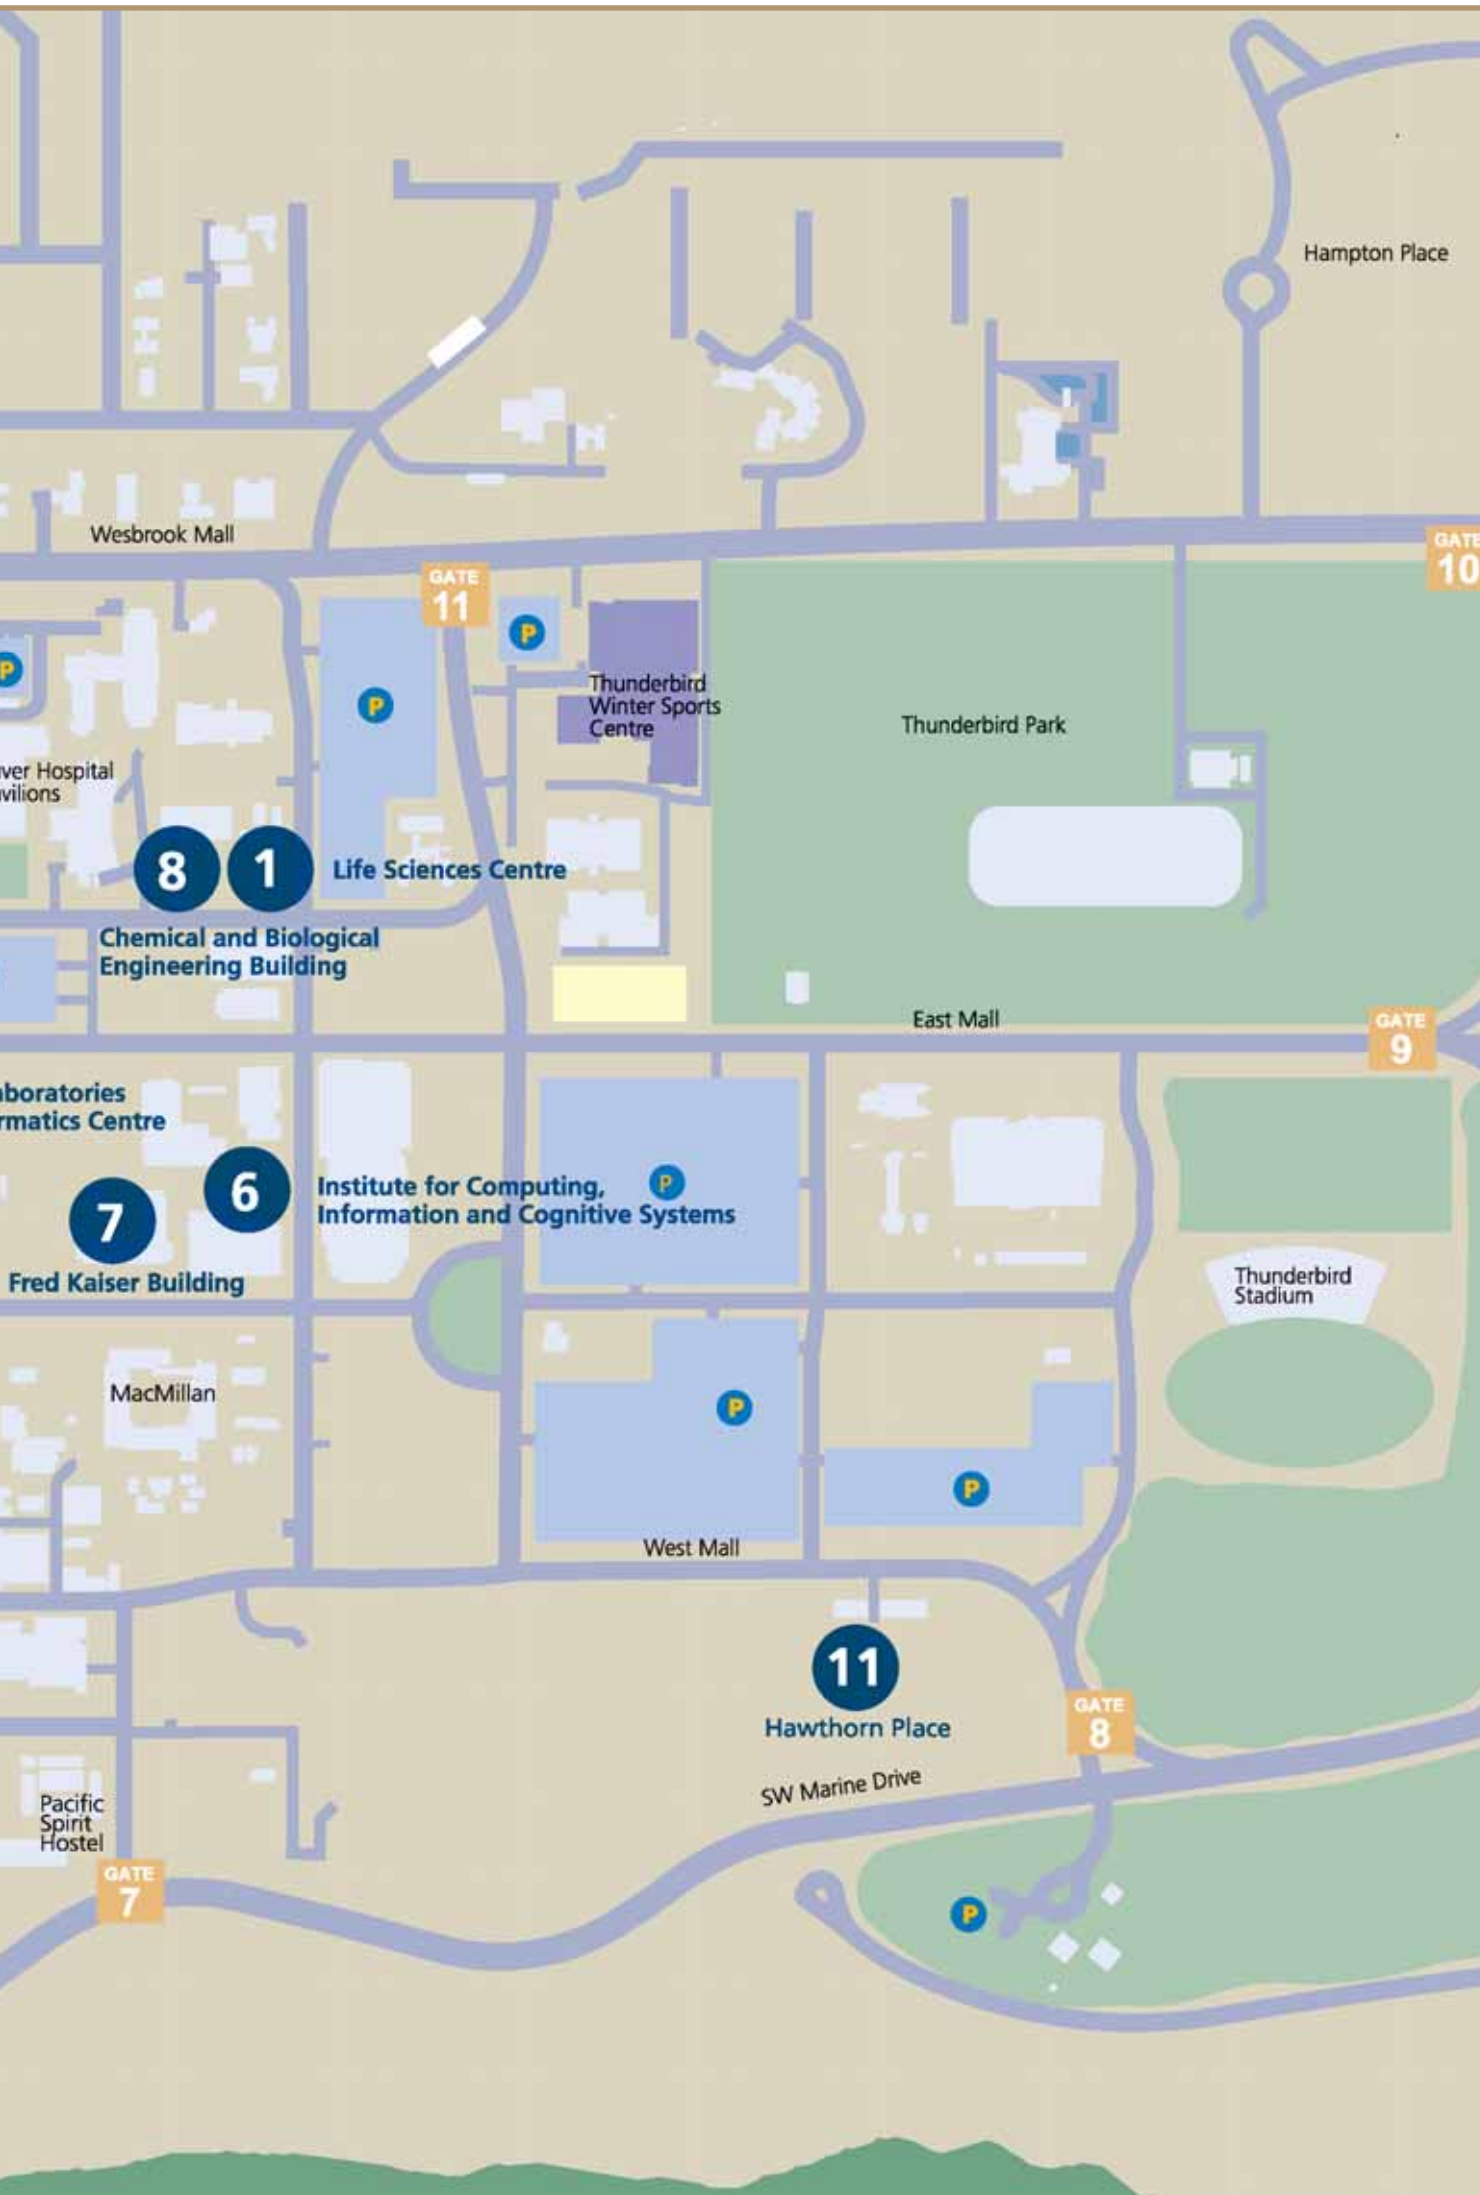 Hampton Place
Wesbrook Mall
GATE
10
GATE
11
P
P
P
Thunderbird
Winter Sports
Centre
Thunderbird Park
ver Hospital
vilions
8
1
Life Sciences Centre
Chemical and Biological
Engineering Building
East Mall
GATE
9
boratories
rmatics Centre
6
Institute for Computing,
Information and Cognitive Systems
P
7
Fred Kaiser Building
Thunderbird
Stadium
MacMillan
P
P
West Mall
11
Hawthorn Place
GATE
8
SW Marine Drive
Pacific
Spirit
Hostel
GATE
7
P